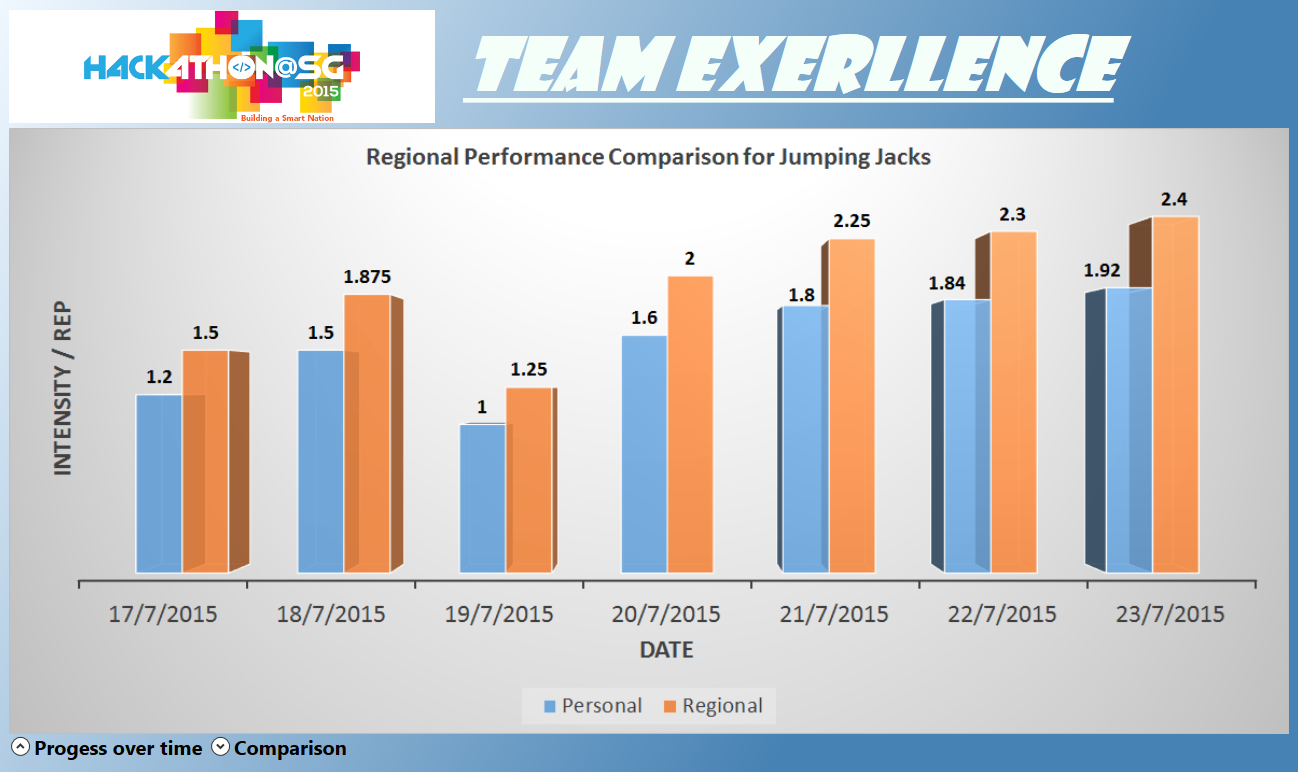 HACKATHON@SG
2015
Building a Smart Nation
TEAM EXERLLENCE
Regional Performance Comparison for Jumping Jacks
INTENSITY / REP
1.2
1.5
1.5
1.875
1
1.25
1.6
2
1.8
2.25
1.84
2.3
1.92
2.4
17/7/2015
18/7/2015
19/7/2015
20/7/2015
21/7/2015
22/7/2015
23/7/2015
DATE
Personal
Regional
Progess over time
Comparison